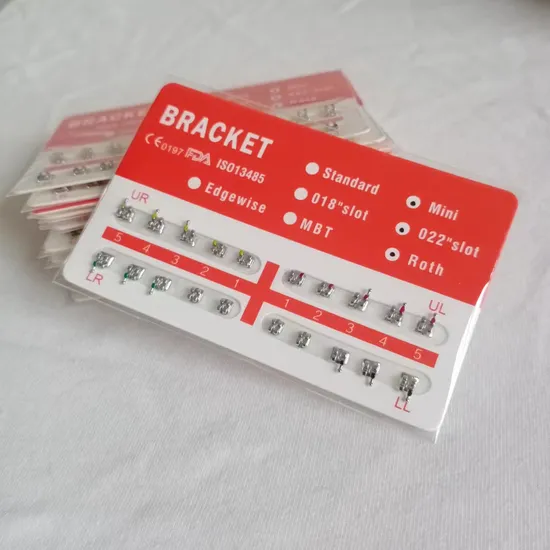 BRACKET
CE0197 FDA ISO13485
Standard
Mini
Edgewise
018"slot
022"slot
MBT
Roth
UR
5 4 3 2 1
LR
UL
1 2 3 4 5
LL
BRACKET